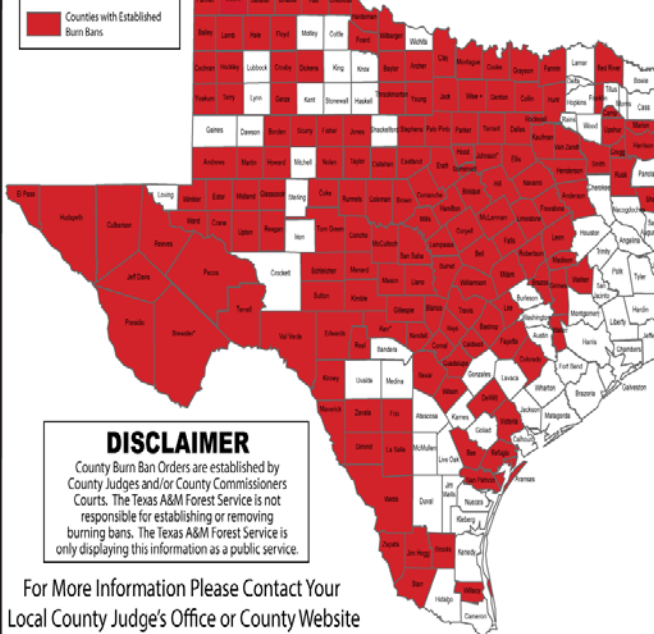 Counties with Established
Burn Bans
Bailey Lamb Hale Floyd Motley Cottle Foard Wilbarger Wichita
Cochran Hockley Lubbock Crosby Dickens King Knox Baylor Archer Clay Montague Cooke Grayson Fannin Lamar Red River
Yoakum Terry Lynn Garza Kent Stonewall Haskell Throckmorton Young Jack Wise Denton Collin Hunt Delta Hopkins Franklin Titus Morris Cass Bowie
Gaines Dawson Borden Scurry Fisher Jones Shackelford Stephens Palo Pinto Parker Tarrant Dallas Rockwall Kaufman Rains Wood Camp Upshur Marion
Andrews Martin Howard Mitchell Nolan Taylor Callahan Eastland Erath Hood Somervell Johnson* Ellis Van Zandt Henderson Smith Gregg Harrison Rusk Panola
El Paso Loving Winkler Ector Midland Glasscock Sterling Coke Runnels Coleman Brown Comanche Hamilton Bosque Hill Navarro Anderson Cherokee Nacogdoches
Hudspeth Culberson Reeves Ward Crane Upton Reagan Irion Tom Green Concho McCulloch Mills Coryell McLennan Limestone Freestone Leon Houston Angelina
Jeff Davis Pecos Crockett Schleicher Menard San Saba Lampasas Bell Falls Robertson Madison Trinity Polk Tyler
Presidio Brewster* Terrell Sutton Kimble Mason Llano Burnet Williamson Milam Brazos Grimes Walker San Jacinto
Val Verde Edwards Real Kerr* Gillespie Blanco Travis Lee Burleson Washington Montgomery Liberty Hardin
Bandera Kendall Comal Hays Caldwell Bastrop Fayette Austin Harris Chambers
Kinney Uvalde Medina Bexar Guadalupe Gonzales Lavaca Colorado Fort Bend Galveston
Maverick Zavala Frio Atascosa Wilson Karnes DeWitt Victoria Jackson Wharton Matagorda Brazoria
Dimmit La Salle McMullen Live Oak Bee Goliad Refugio Calhoun Aransas
Webb Duval Jim Wells San Patricio Nueces Kleberg
Zapata Jim Hogg Brooks Kenedy
Starr Hidalgo Willacy Cameron
DISCLAIMER
County Burn Ban Orders are established by
County Judges and/or County Commissioners
Courts. The Texas A&M Forest Service is not
responsible for establishing or removing
burning bans. The Texas A&M Forest Service is
only displaying this information as a public service.
For More Information Please Contact Your
Local County Judge's Office or County Website